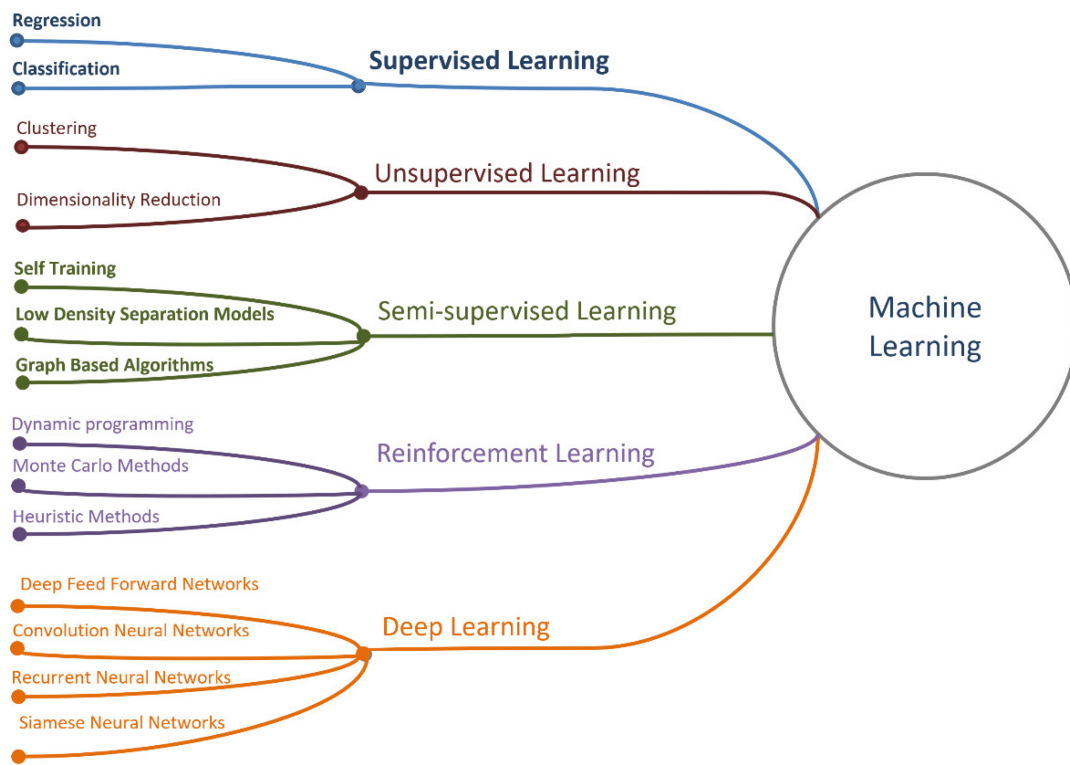 Regression
Classification
Supervised Learning
Clustering
Dimensionality Reduction
Unsupervised Learning
Self Training
Low Density Separation Models
Graph Based Algorithms
Semi-supervised Learning
Dynamic programming
Monte Carlo Methods
Heuristic Methods
Reinforcement Learning
Deep Feed Forward Networks
Convolution Neural Networks
Recurrent Neural Networks
Siamese Neural Networks
Deep Learning
Machine
Learning